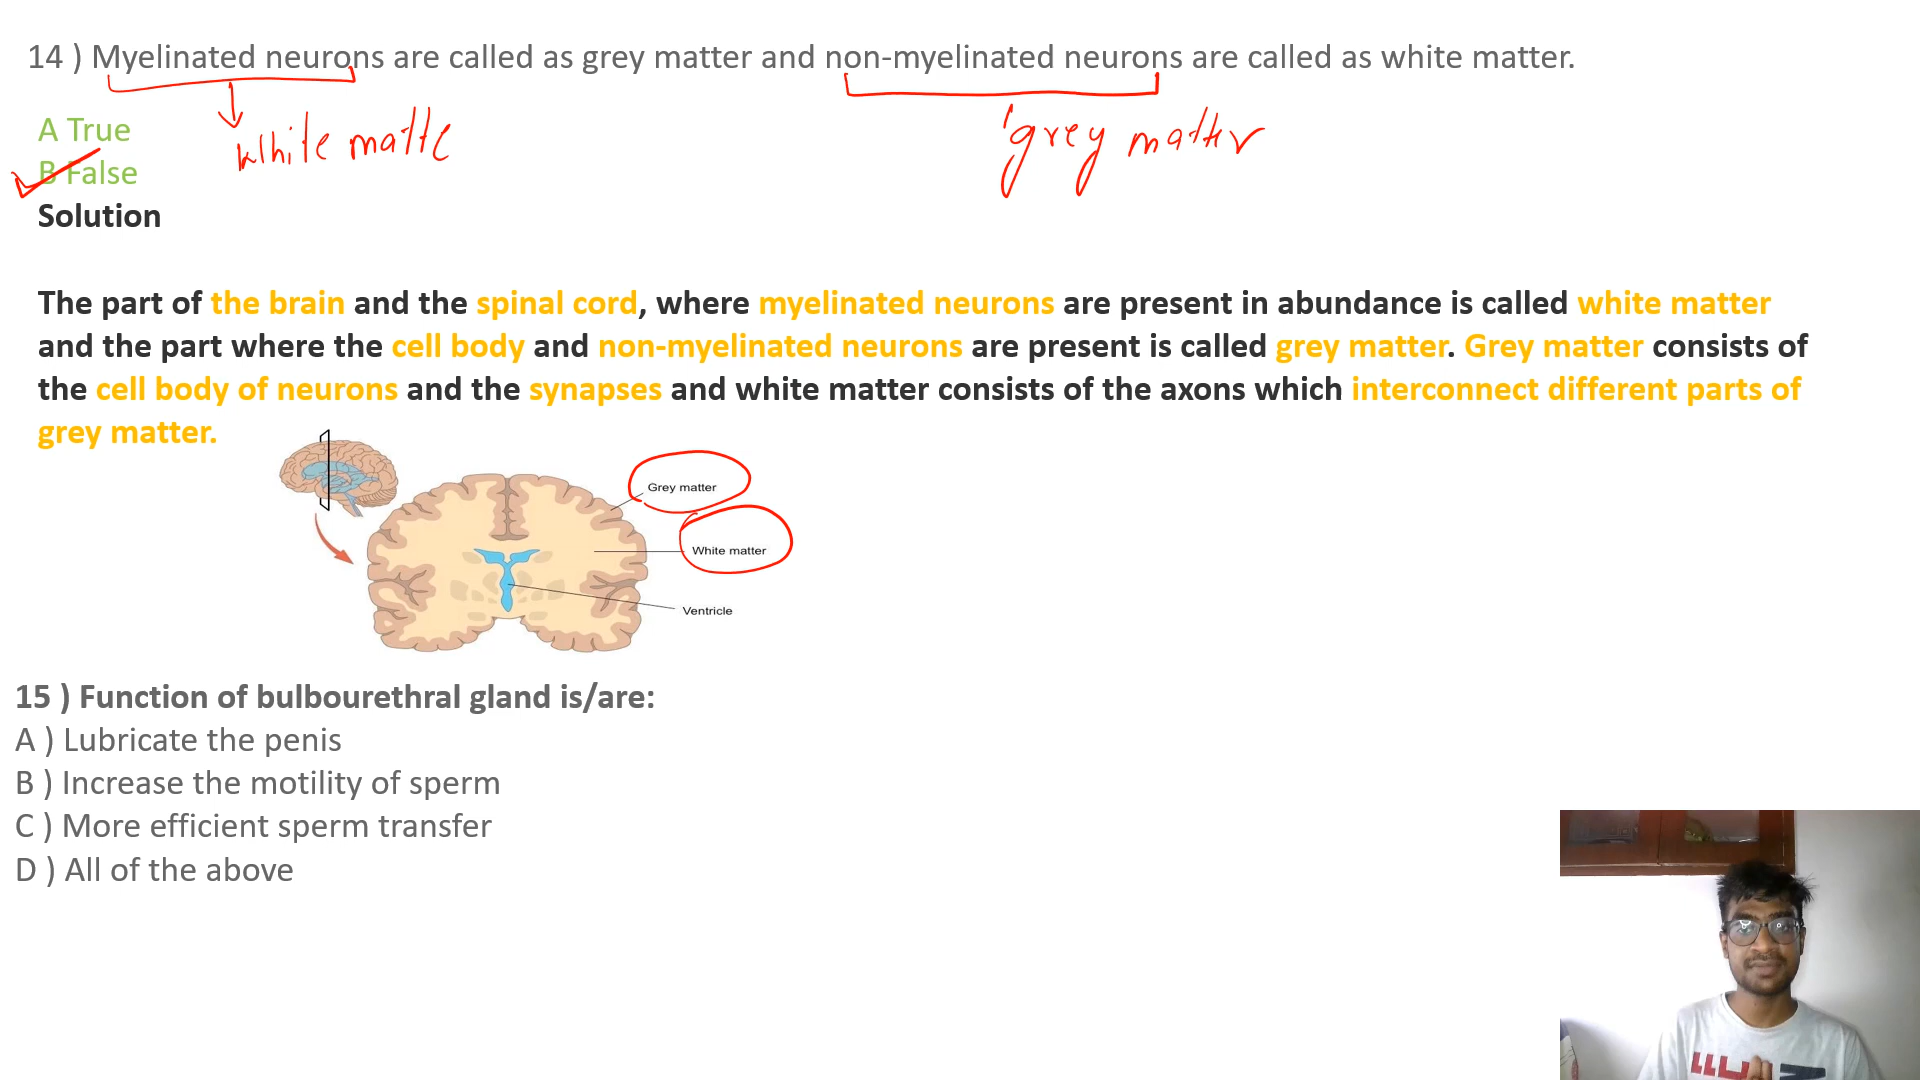 14 ) Myelinated neurons are called as grey matter and non-myelinated neurons are called as white matter.
A True
white matte
grey matter
B False
Solution
The part of the brain and the spinal cord, where myelinated neurons are present in abundance is called white matter
and the part where the cell body and non-myelinated neurons are present is called grey matter. Grey matter consists of
the cell body of neurons and the synapses and white matter consists of the axons which interconnect different parts of
grey matter.
Grey matter
White matter
Ventricle
15 ) Function of bulbourethral gland is/are:
A ) Lubricate the penis
B ) Increase the motility of sperm
C ) More efficient sperm transfer
D ) All of the above